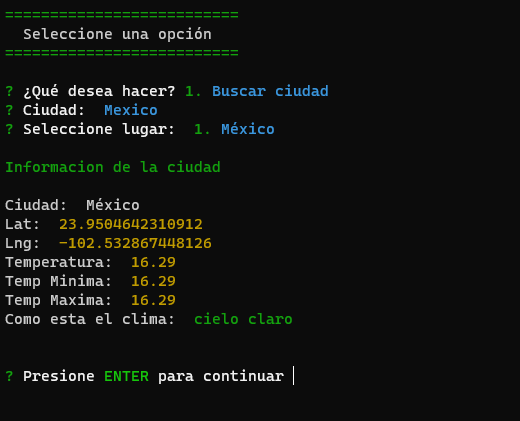 ==========================
Seleccione una opción
==========================
? ¿Qué desea hacer? 1. Buscar ciudad
? Ciudad:  Mexico
? Seleccione lugar:  1. México
Informacion de la ciudad
Ciudad:  México
Lat:  23.9504642310912
Lng:  -102.532867448126
Temperatura:  16.29
Temp Minima:  16.29
Temp Maxima:  16.29
Como esta el clima:  cielo claro
? Presione ENTER para continuar